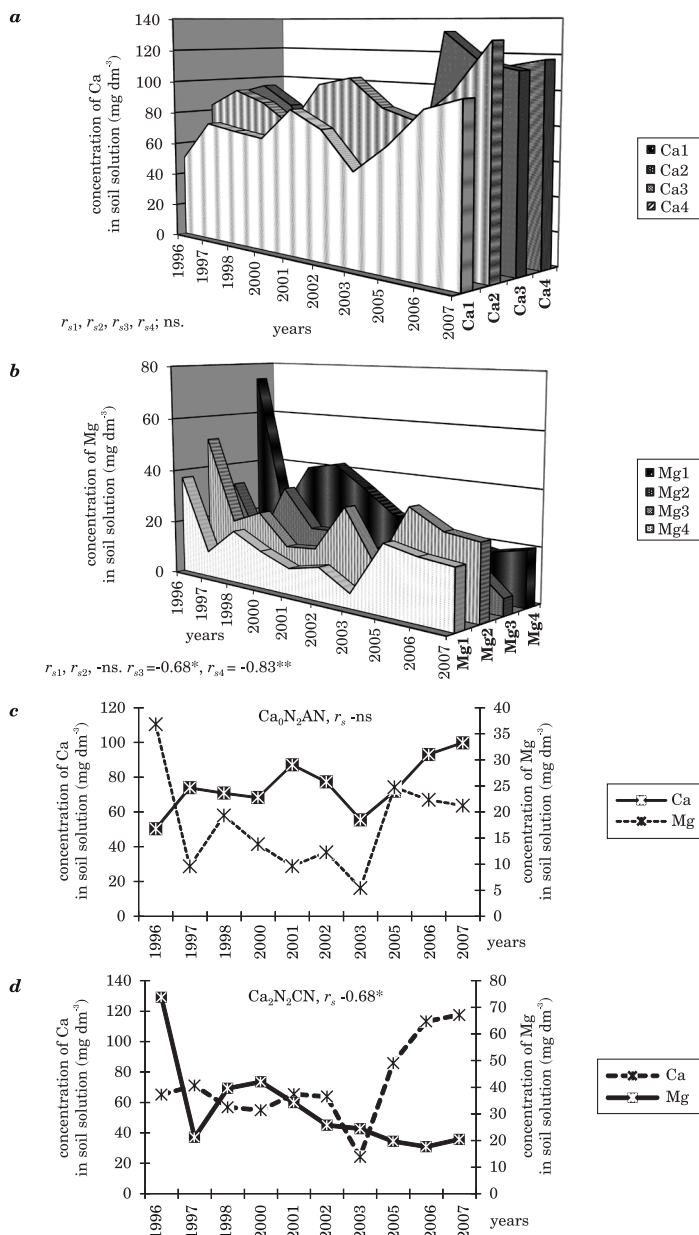 a
concentration of Ca
in soil solution (mg dm-3)
140
120
100
80
60
40
20
0
1996
1997
1998
2000
2001
2002
2003
2005
2006
2007
Ca1
Ca2
Ca3
Ca4
years
rs1, rs2, rs3, rs4; ns.
Ca1
Ca2
Ca3
Ca4
b
concentration of Mg
in soil solution (mg dm-3)
80
60
40
20
0
1996
1997
1998
2000
2001
2002
2003
2005
2006
2007
Mg1
Mg2
Mg3
Mg4
years
rs1, rs2, -ns. rs3 =-0.68*, rs4 = -0.83**
Mg1
Mg2
Mg3
Mg4
c
Ca0N2AN, rs -ns
concentration of Ca
in soil solution (mg dm-3)
120
100
80
60
40
20
0
40
35
30
25
20
15
10
5
0
concentration of Mg
in soil solution (mg dm-3)
1996
1997
1998
2000
2001
2002
2003
2005
2006
2007
years
Ca
Mg
d
Ca2N2CN, rs -0.68*
concentration of Ca
in soil solution (mg dm-3)
140
120
100
80
60
40
20
0
80
70
60
50
40
30
20
10
0
concentration of Mg
in soil solution (mg dm-3)
1996
1997
1998
2000
2001
2002
2003
2005
2006
2007
years
Ca
Mg